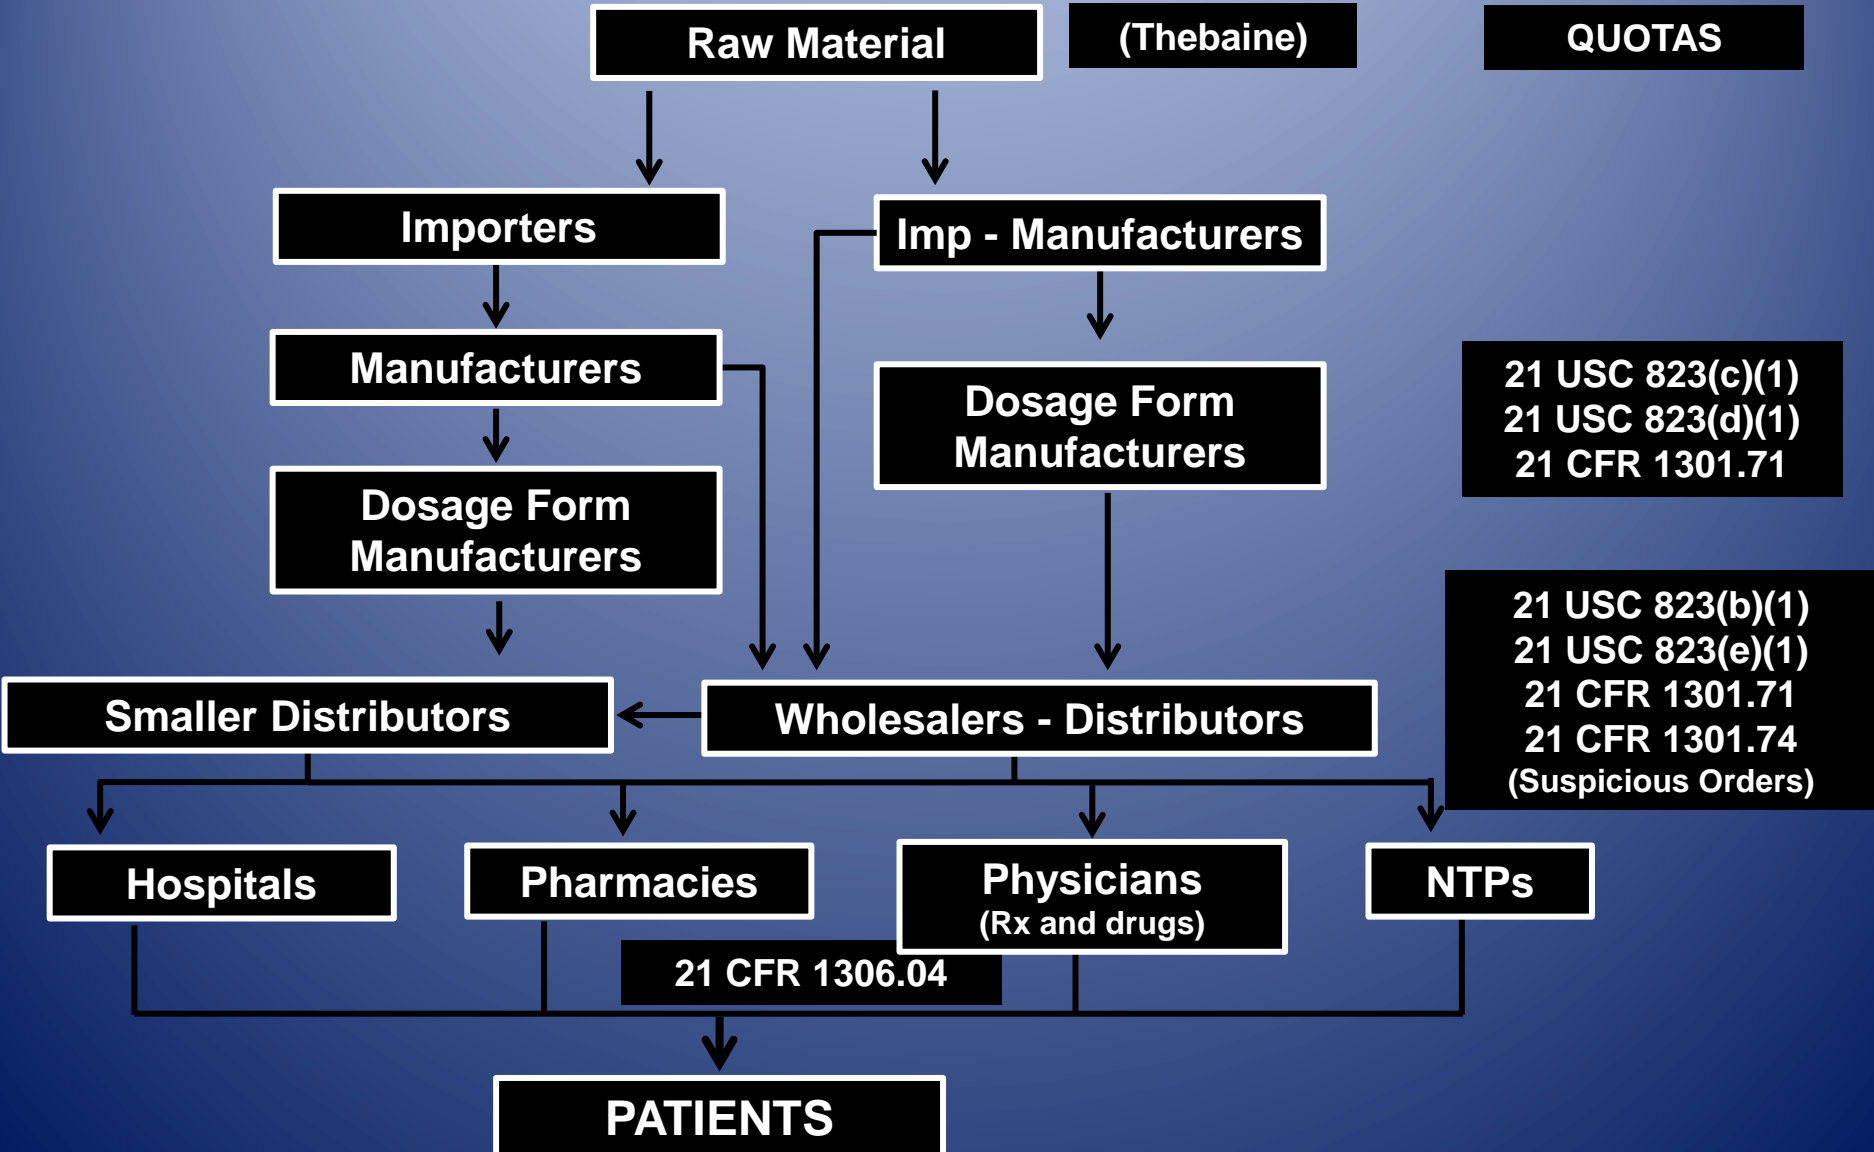 Raw Material
(Thebaine)
QUOTAS
Importers
Imp - Manufacturers
Manufacturers
Dosage Form
Manufacturers
21 USC 823(c)(1)
21 USC 823(d)(1)
21 CFR 1301.71
Dosage Form
Manufacturers
21 USC 823(b)(1)
21 USC 823(e)(1)
21 CFR 1301.71
21 CFR 1301.74
(Suspicious Orders)
Smaller Distributors
Wholesalers - Distributors
Hospitals
Pharmacies
Physicians
(Rx and drugs)
NTPs
21 CFR 1306.04
PATIENTS